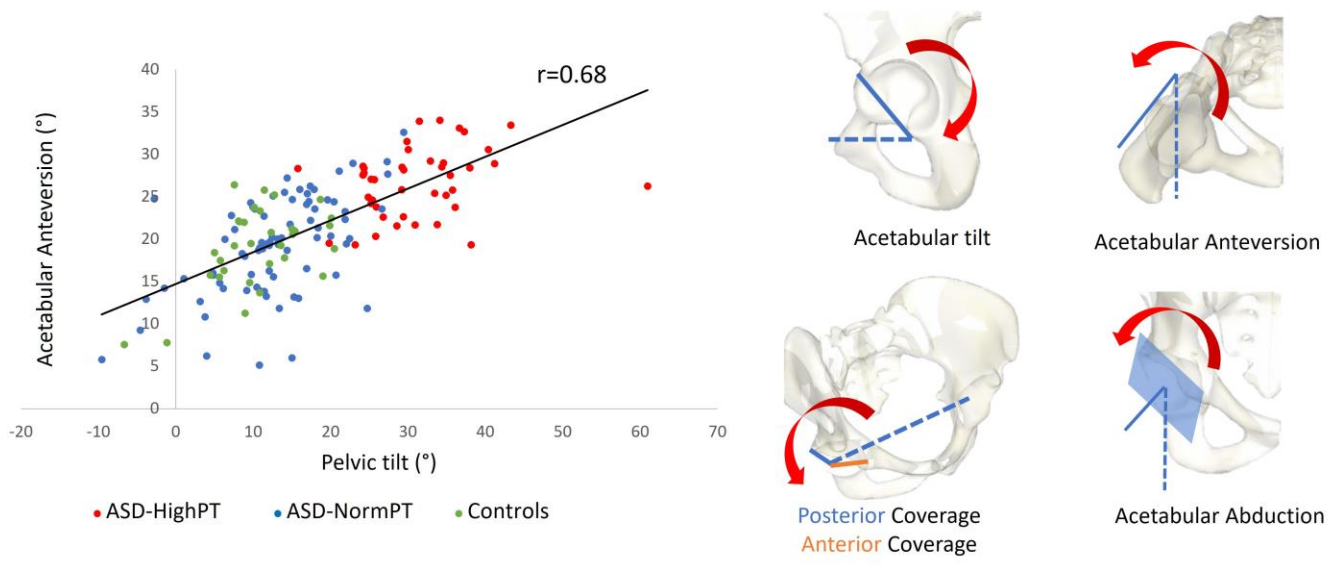 r=0.68
Acetabular Anteversion (°)
40
35
30
25
20
15
10
5
0
-20
-10
0
10
20
30
40
50
60
70
Pelvic tilt (°)
ASD-HighPT
ASD-NormPT
Controls
Acetabular tilt
Acetabular Anteversion
Posterior Coverage
Anterior Coverage
Acetabular Abduction